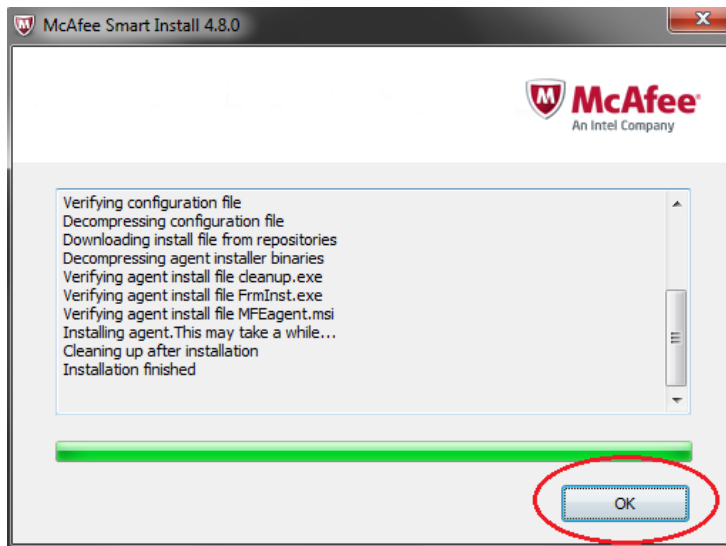 McAfee Smart Install 4.8.0
McAfee
An Intel Company
Verifying configuration file
Decompressing configuration file
Downloading install file from repositories
Decompressing agent installer binaries
Verifying agent install file cleanup.exe
Verifying agent install file FrmInst.exe
Verifying agent install file MFEagent.msi
Installing agent.This may take a while...
Cleaning up after installation
Installation finished
OK